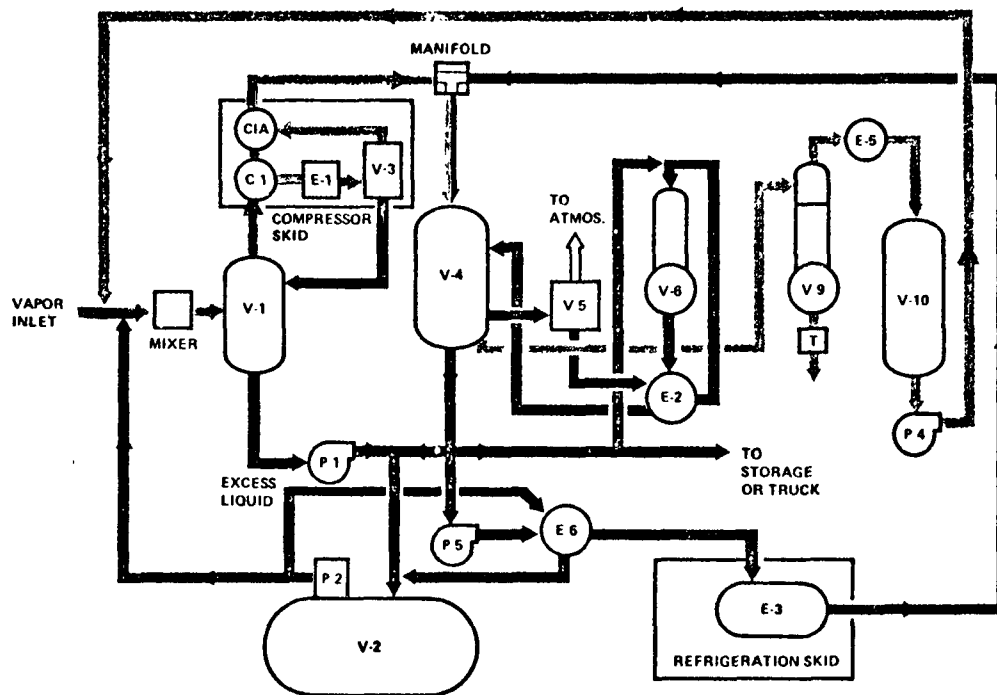 MANIFOLD
CIA
C 1
E-1
V-3
COMPRESSOR
SKID
E-5
TO
ATMOS.
V-4
V 5
V-6
V 9
T
V-10
VAPOR
INLET
MIXER
V-1
E-2
P 4
P 1
EXCESS
LIQUID
TO
STORAGE
OR TRUCK
P 5
E 6
P 2
V-2
E-3
REFRIGERATION SKID